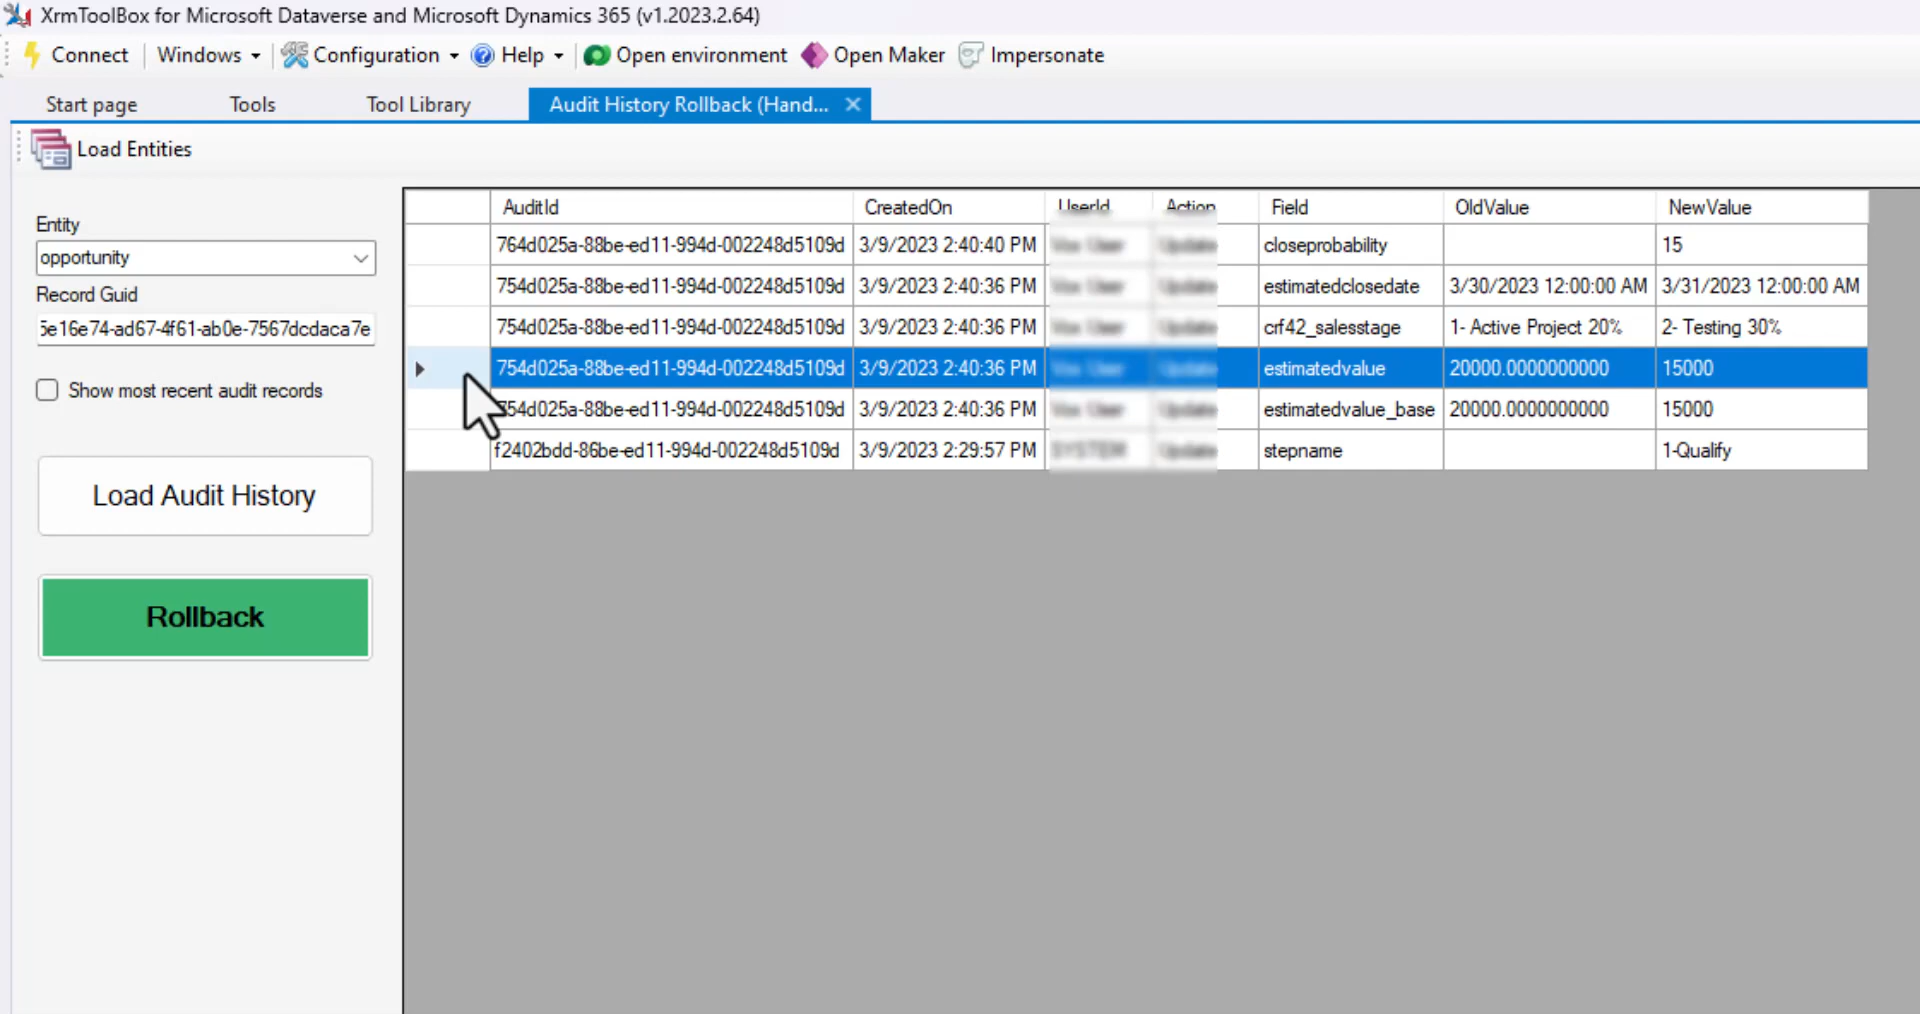 XrmToolBox for Microsoft Dataverse and Microsoft Dynamics 365 (v1.2023.2.64)
Connect Windows Configuration Help Open environment Open Maker Impersonate
Start page Tools Tool Library Audit History Rollback (Hand...
Load Entities
Entity
opportunity
Record Guid
5e16e74-ad67-4f61-ab0e-7567dcdaca7e
Show most recent audit records
Load Audit History
Rollback
AuditId CreatedOn UserId Action Field OldValue NewValue
764d025a-88be-ed11-994d-002248d5109d 3/9/2023 2:40:40 PM closeprobability 15
754d025a-88be-ed11-994d-002248d5109d 3/9/2023 2:40:36 PM estimatedclosedate 3/30/2023 12:00:00 AM 3/31/2023 12:00:00 AM
754d025a-88be-ed11-994d-002248d5109d 3/9/2023 2:40:36 PM crf42_salesstage 1- Active Project 20% 2- Testing 30%
754d025a-88be-ed11-994d-002248d5109d 3/9/2023 2:40:36 PM estimatedvalue 20000.0000000000 15000
754d025a-88be-ed11-994d-002248d5109d 3/9/2023 2:40:36 PM estimatedvalue_base 20000.0000000000 15000
f2402bdd-86be-ed11-994d-002248d5109d 3/9/2023 2:29:57 PM stepname 1-Qualify